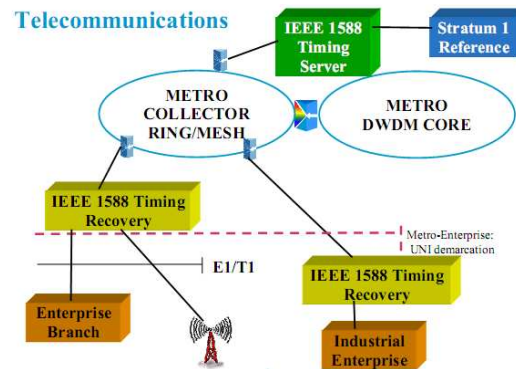 Telecommunications
IEEE 1588
Timing
Server
Stratum 1
Reference
METRO
COLLECTOR
RING/MESH
METRO
DWDM CORE
IEEE 1588 Timing
Recovery
Metro-Enterprise:
UNI demarcation
E1/T1
IEEE 1588 Timing
Recovery
Enterprise
Branch
Industrial
Enterprise